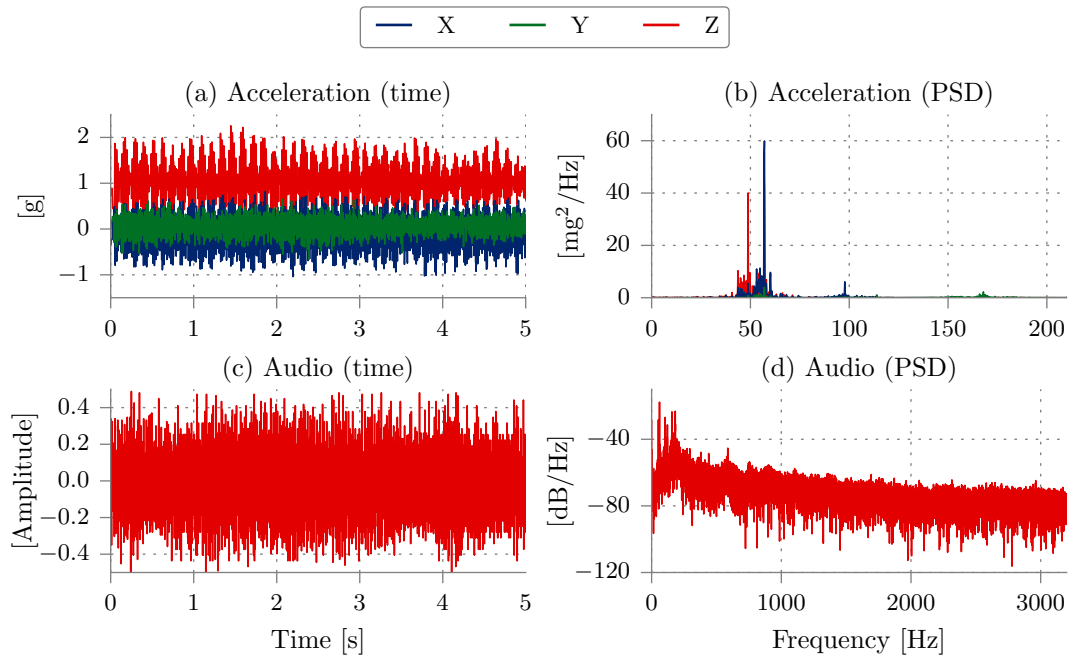 X Y Z
(a) Acceleration (time)
(b) Acceleration (PSD)
[g]
2
1
0
−1
0 1 2 3 4 5
[mg²/Hz]
60
40
20
0
0 50 100 150 200
(c) Audio (time)
(d) Audio (PSD)
[Amplitude]
0.4
0.2
0.0
−0.2
−0.4
0 1 2 3 4 5
Time [s]
[dB/Hz]
−40
−80
−120
0 1000 2000 3000
Frequency [Hz]